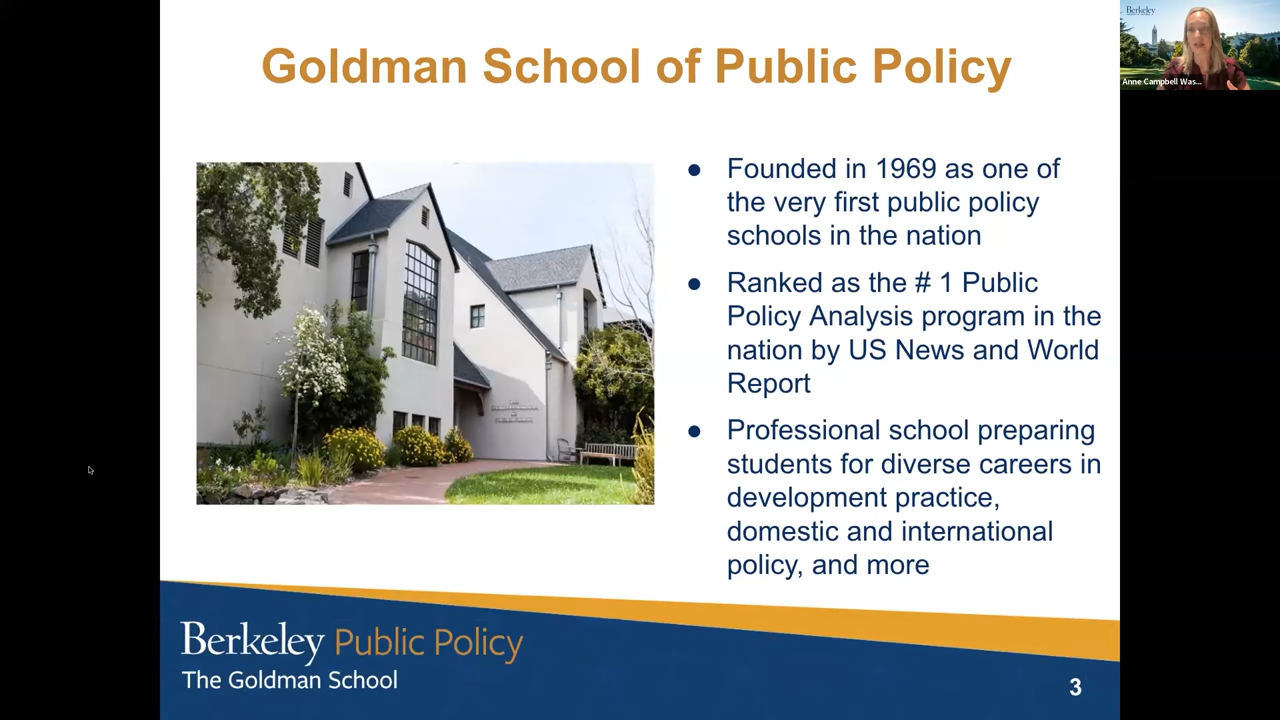 Goldman School of Public Policy
Berkeley
Anne Campbell Was...
● Founded in 1969 as one of
the very first public policy
schools in the nation
● Ranked as the # 1 Public
Policy Analysis program in the
nation by US News and World
Report
● Professional school preparing
students for diverse careers in
development practice,
domestic and international
policy, and more
Berkeley Public Policy
The Goldman School
3